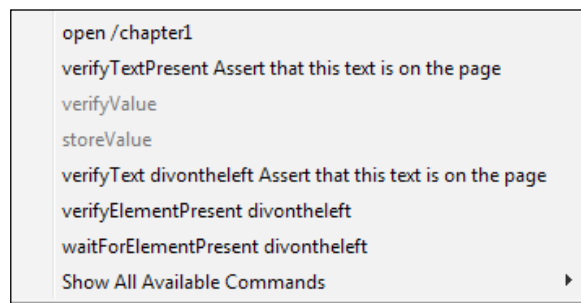 open /chapter1
verifyTextPresent Assert that this text is on the page
verifyValue
storeValue
verifyText divontheleft Assert that this text is on the page
verifyElementPresent divontheleft
waitForElementPresent divontheleft
Show All Available Commands